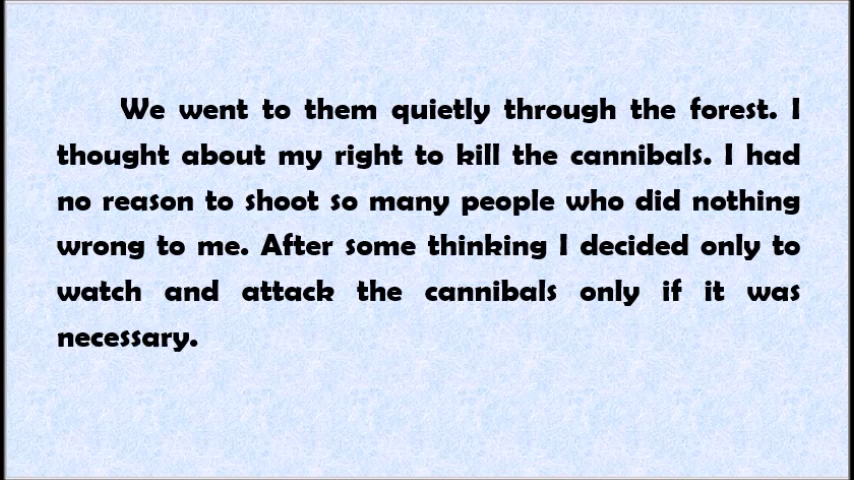 We went to them quietly through the forest. I
thought about my right to kill the cannibals. I had
no reason to shoot so many people who did nothing
wrong to me. After some thinking I decided only to
watch and attack the cannibals only if it was
necessary.